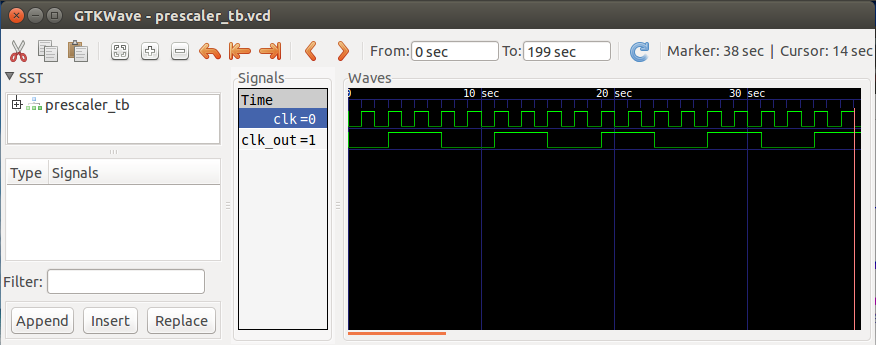 GTKWave - prescaler_tb.vcd
From: 0 sec To: 199 sec Marker: 38 sec | Cursor: 14 sec
SST
prescaler_tb
Type Signals
Filter:
Append Insert Replace
Signals
Time
clk =0
clk_out =1
Waves
0 10 sec 20 sec 30 sec